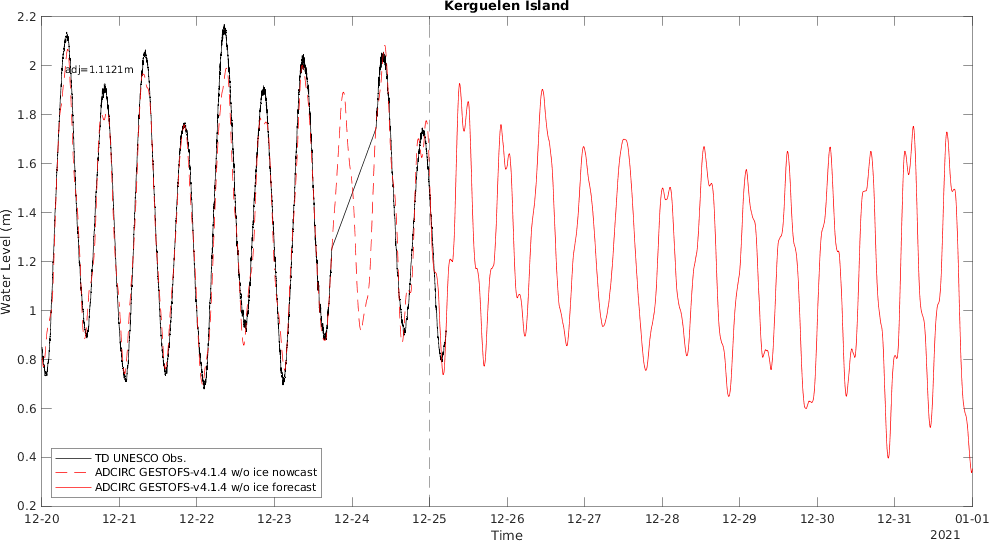 Kerguelen Island
2.2
2
1.8
1.6
1.4
1.2
1
0.8
0.6
0.4
0.2
Water Level (m)
adj=1.1121m
TD UNESCO Obs.
ADCIRC GESTOFS-v4.1.4 w/o ice nowcast
ADCIRC GESTOFS-v4.1.4 w/o ice forecast
12-20 12-21 12-22 12-23 12-24 12-25 12-26 12-27 12-28 12-29 12-30 12-31 01-01
Time
2021